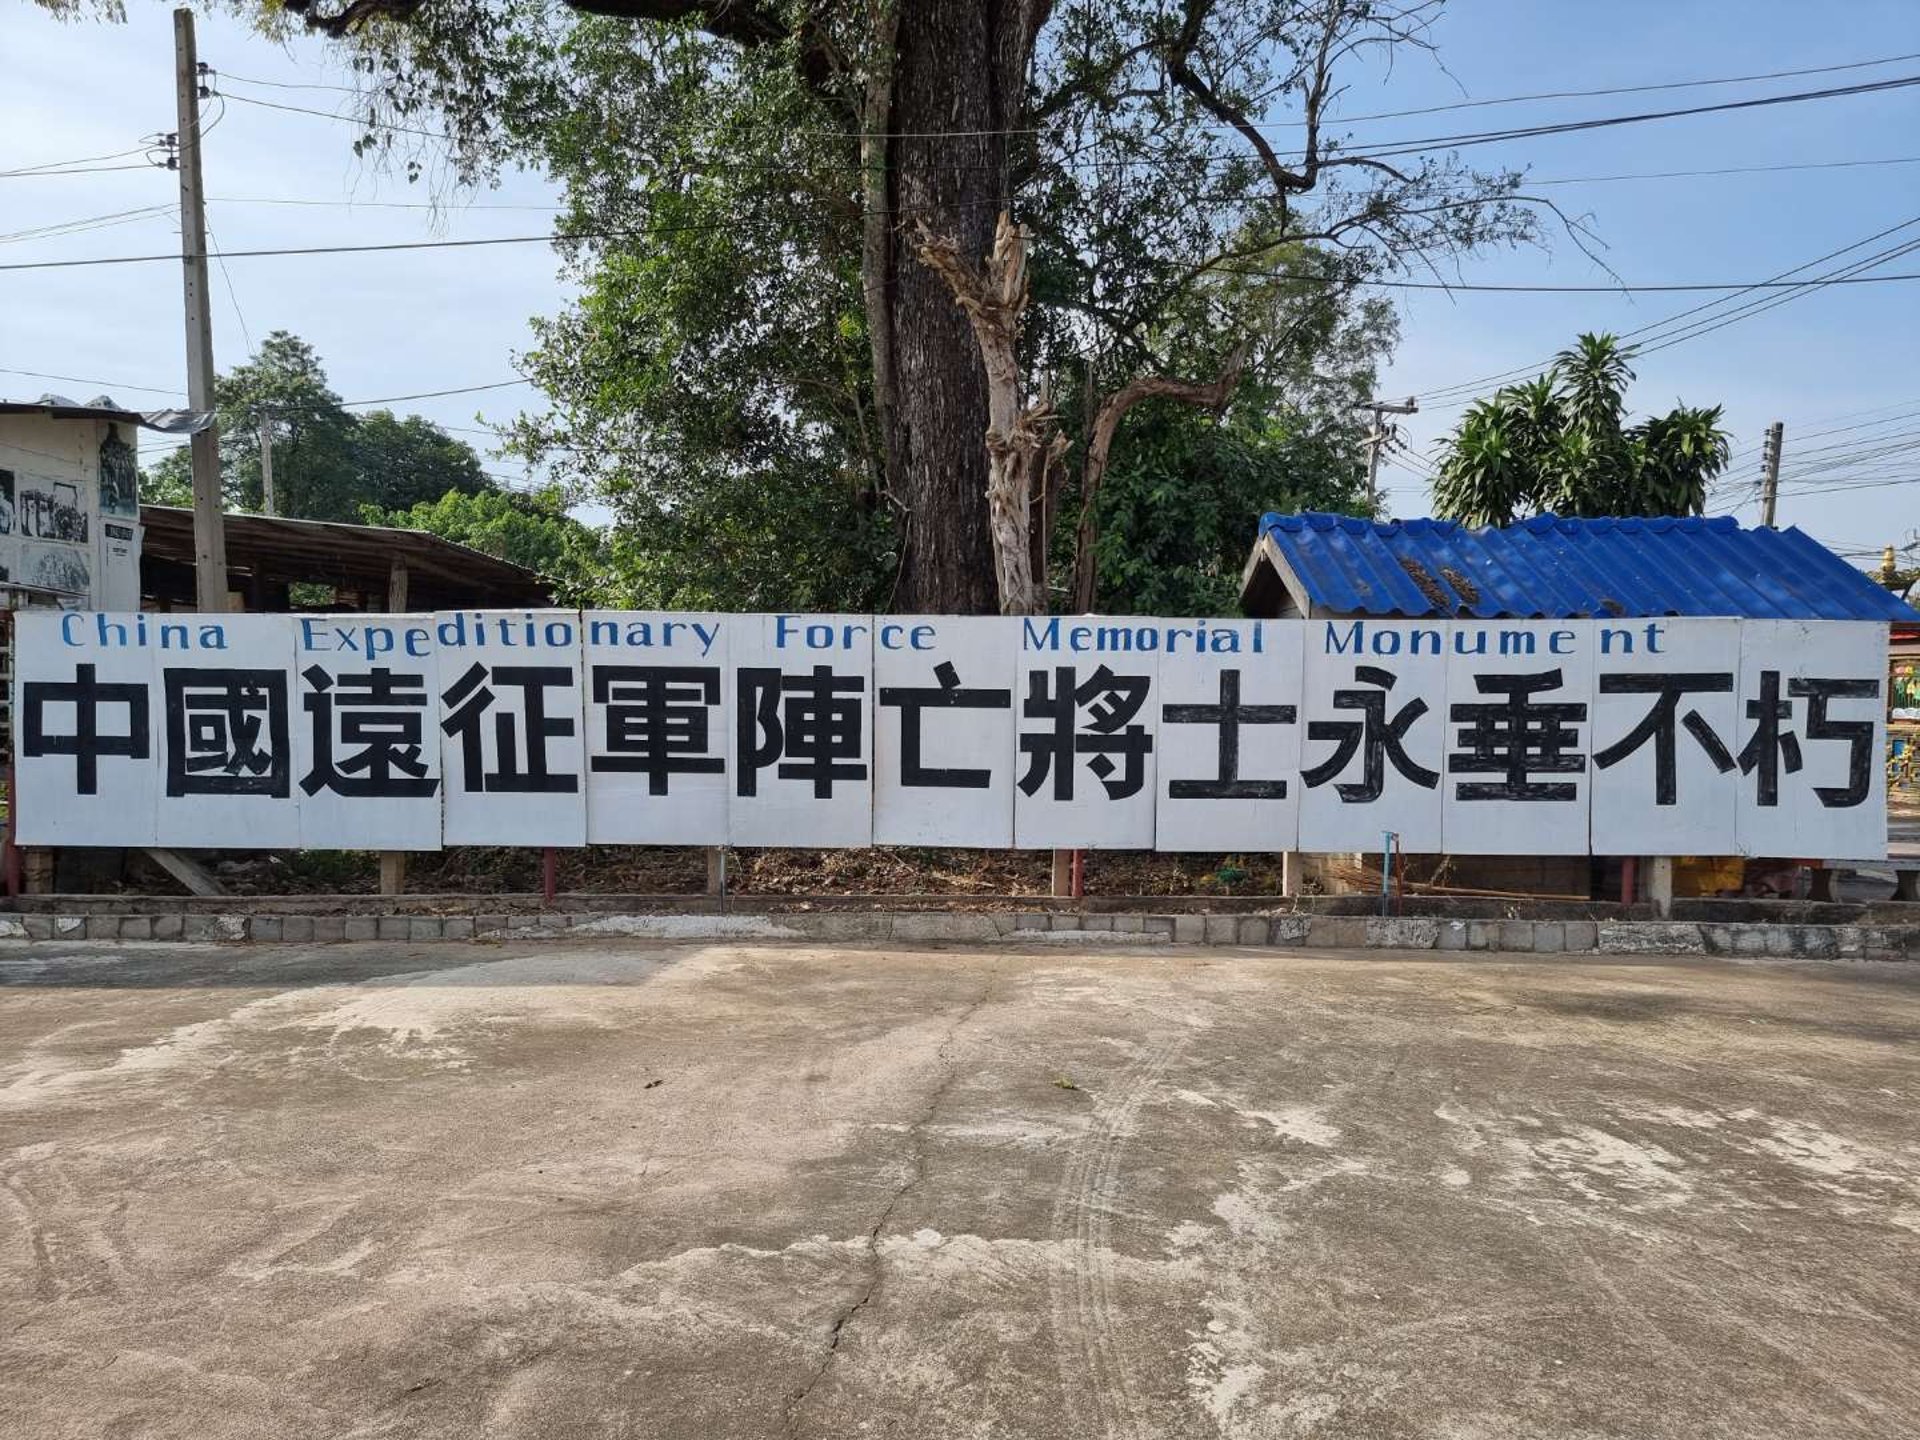 China Expeditionary Force Memorial Monument
中國遠征軍陣亡將士永垂不朽